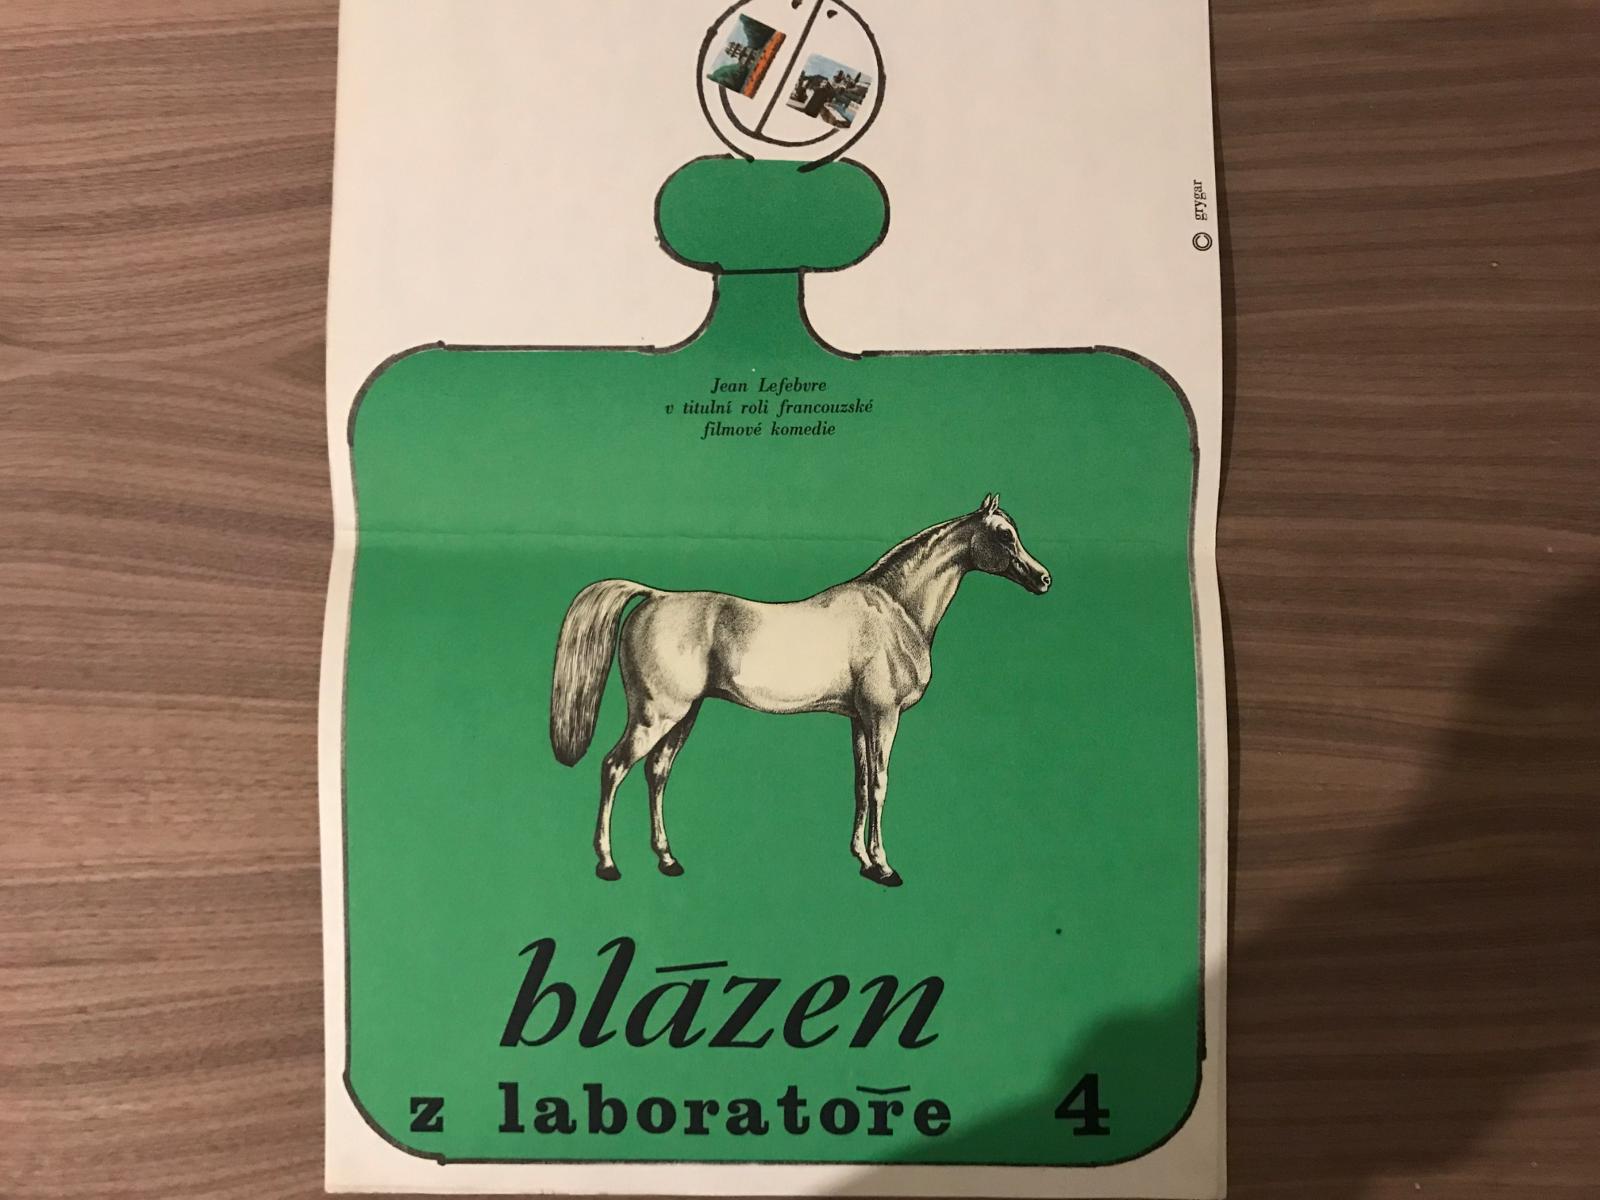 © grygar
Jean Lefebvre
v titulní roli francouzské
filmové komedie
blázen
z laboratoře 4